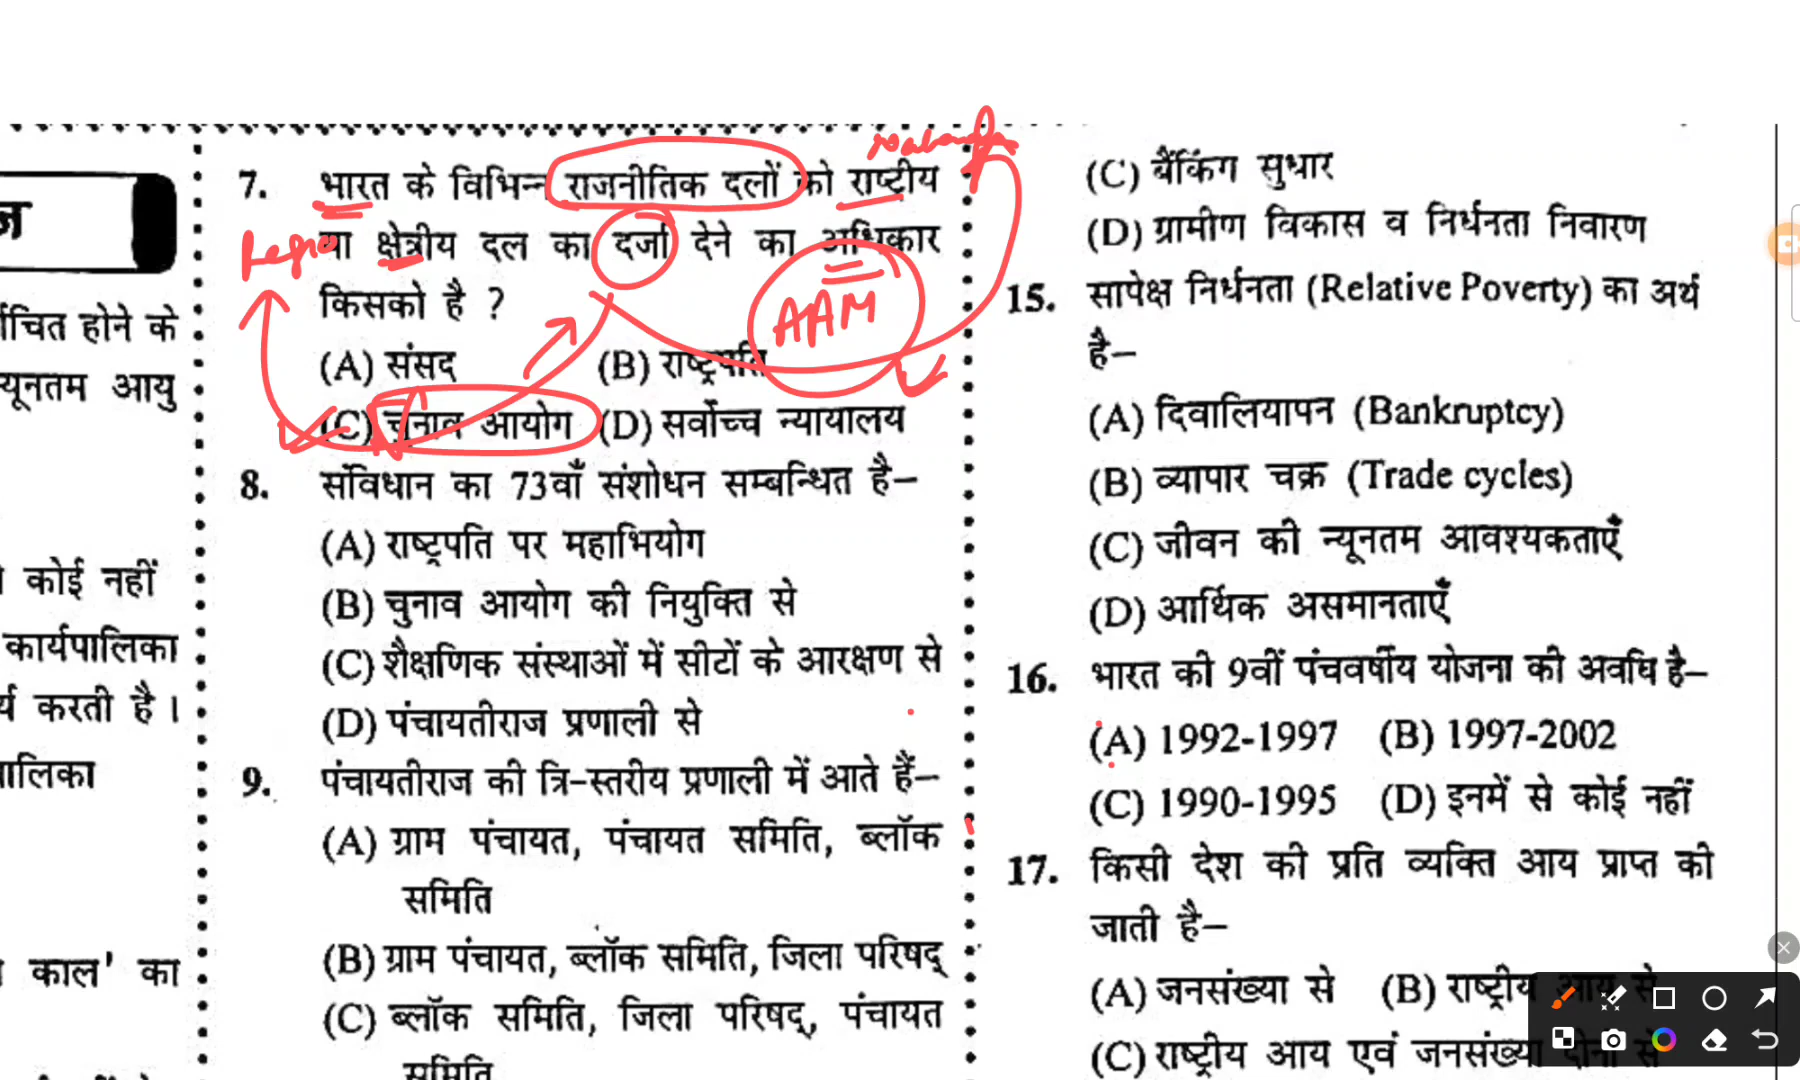 ज
र्वाचित होने के
न्यूनतम आयु
कोई नहीं
कार्यपालिका
र्य करती है।
पालिका
काल' का
7. भारत के विभिन्न राजनीतिक दलों को राष्ट्रीय
या क्षेत्रीय दल का दर्जा देने का अधिकार
किसको है ?
AAM
(A) संसद (B) राष्ट्रपति
(C) चुनाव आयोग (D) सर्वोच्च न्यायालय
8. संविधान का 73वाँ संशोधन सम्बन्धित है–
(A) राष्ट्रपति पर महाभियोग
(B) चुनाव आयोग की नियुक्ति से
(C) शैक्षणिक संस्थाओं में सीटों के आरक्षण से
(D) पंचायतीराज प्रणाली से
9. पंचायतीराज की त्रि-स्तरीय प्रणाली में आते हैं–
(A) ग्राम पंचायत, पंचायत समिति, ब्लॉक
समिति
(B) ग्राम पंचायत, ब्लॉक समिति, जिला परिषद्
(C) ब्लॉक समिति, जिला परिषद्, पंचायत
समिति
(C) बैंकिंग सुधार
(D) ग्रामीण विकास व निर्धनता निवारण
15. सापेक्ष निर्धनता (Relative Poverty) का अर्थ
है–
(A) दिवालियापन (Bankruptcy)
(B) व्यापार चक्र (Trade cycles)
(C) जीवन की न्यूनतम आवश्यकताएँ
(D) आर्थिक असमानताएँ
16. भारत की 9वीं पंचवर्षीय योजना की अवधि है–
(A) 1992-1997 (B) 1997-2002
(C) 1990-1995 (D) इनमें से कोई नहीं
17. किसी देश की प्रति व्यक्ति आय प्राप्त की
जाती है–
(A) जनसंख्या से (B) राष्ट्रीय आय से
(C) राष्ट्रीय आय एवं जनसंख्या दोनों से